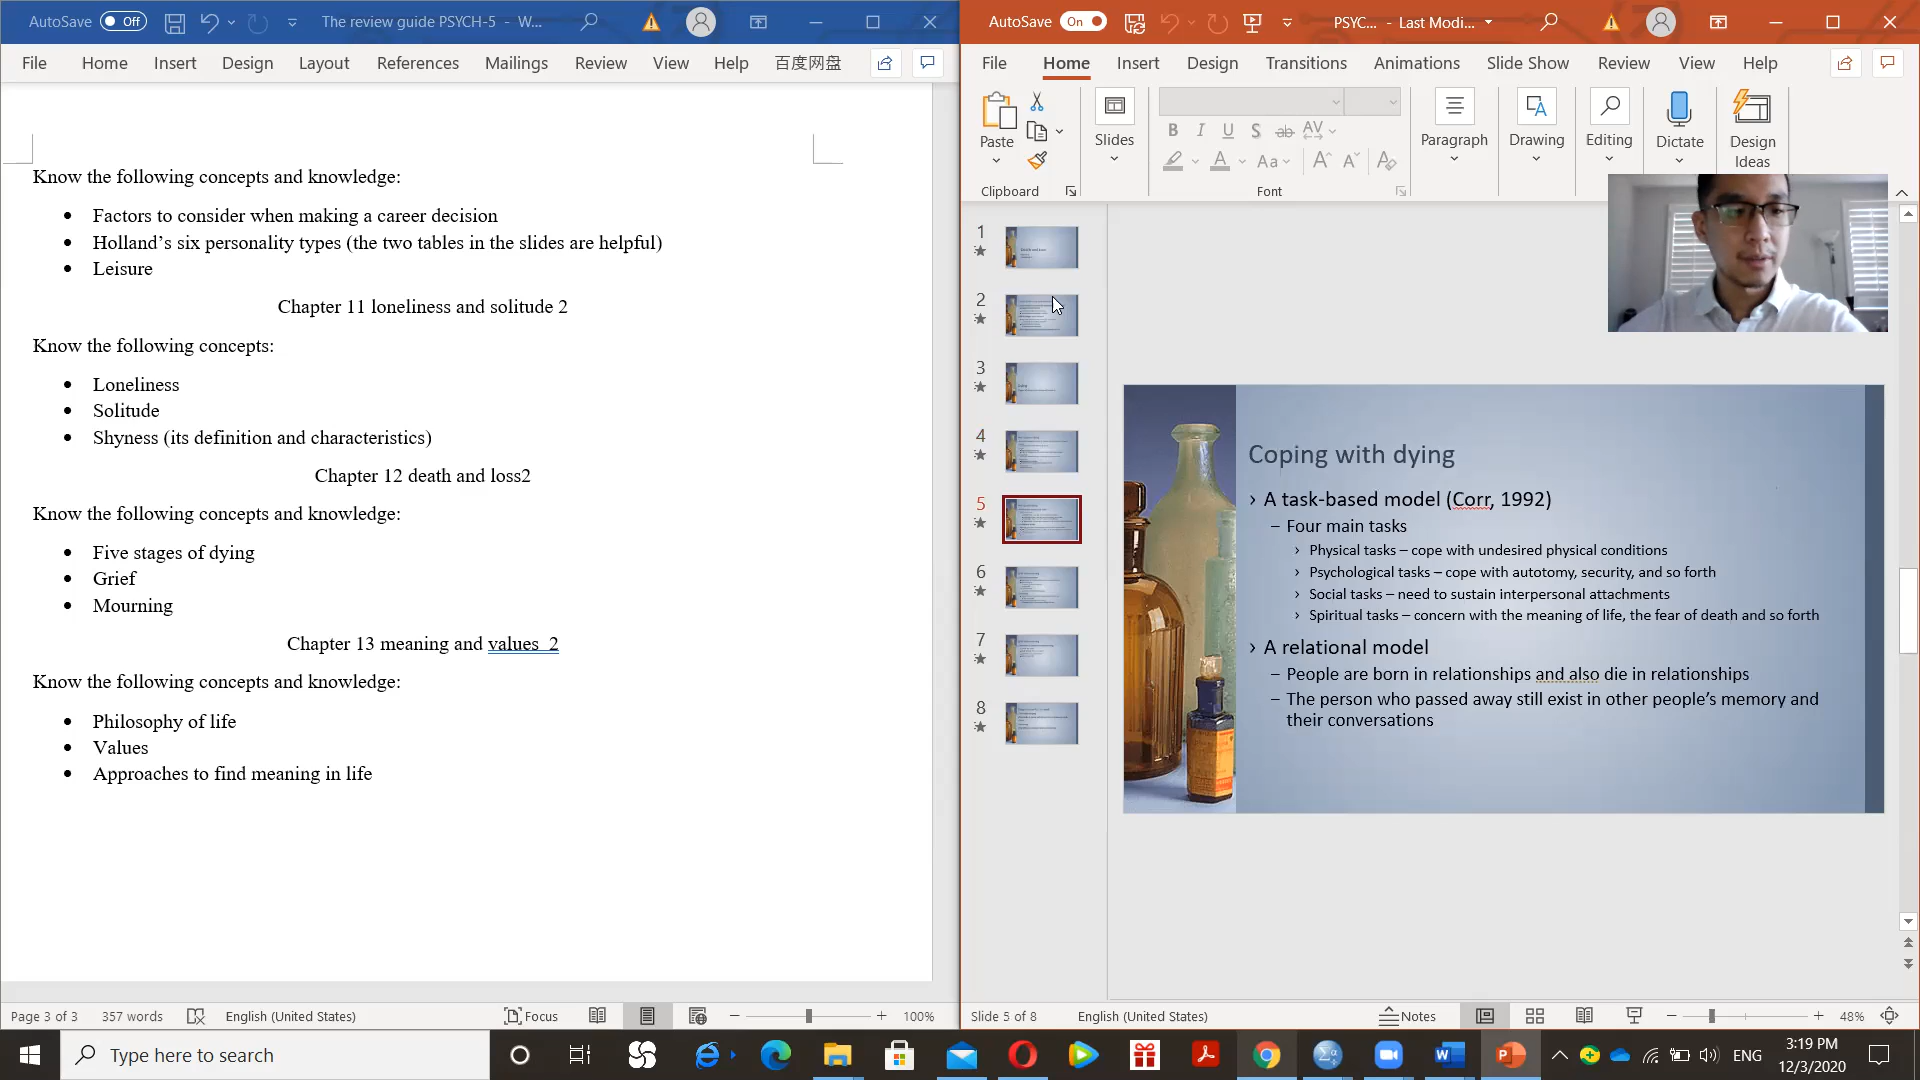 AutoSave Off The review guide PSYCH-5 - W...
File Home Insert Design Layout References Mailings Review View Help 百度网盘
Know the following concepts and knowledge:
• Factors to consider when making a career decision
• Holland’s six personality types (the two tables in the slides are helpful)
• Leisure
Chapter 11 loneliness and solitude 2
Know the following concepts:
• Loneliness
• Solitude
• Shyness (its definition and characteristics)
Chapter 12 death and loss2
Know the following concepts and knowledge:
• Five stages of dying
• Grief
• Mourning
Chapter 13 meaning and values 2
Know the following concepts and knowledge:
• Philosophy of life
• Values
• Approaches to find meaning in life
Page 3 of 3 357 words English (United States) Focus 100%
AutoSave On PSYC... - Last Modi...
File Home Insert Design Transitions Animations Slide Show Review View Help
Paste Slides B I U S ab AV Aa A A Paragraph Drawing Editing Dictate Design Ideas
Clipboard Font
1
2
3
4
5
6
7
8
Coping with dying
› A task-based model (Corr, 1992)
– Four main tasks
› Physical tasks – cope with undesired physical conditions
› Psychological tasks – cope with autotomy, security, and so forth
› Social tasks – need to sustain interpersonal attachments
› Spiritual tasks – concern with the meaning of life, the fear of death and so forth
› A relational model
– People are born in relationships and also die in relationships
– The person who passed away still exist in other people’s memory and
their conversations
Slide 5 of 8 English (United States) Notes 48%
Type here to search
ENG
3:19 PM
12/3/2020